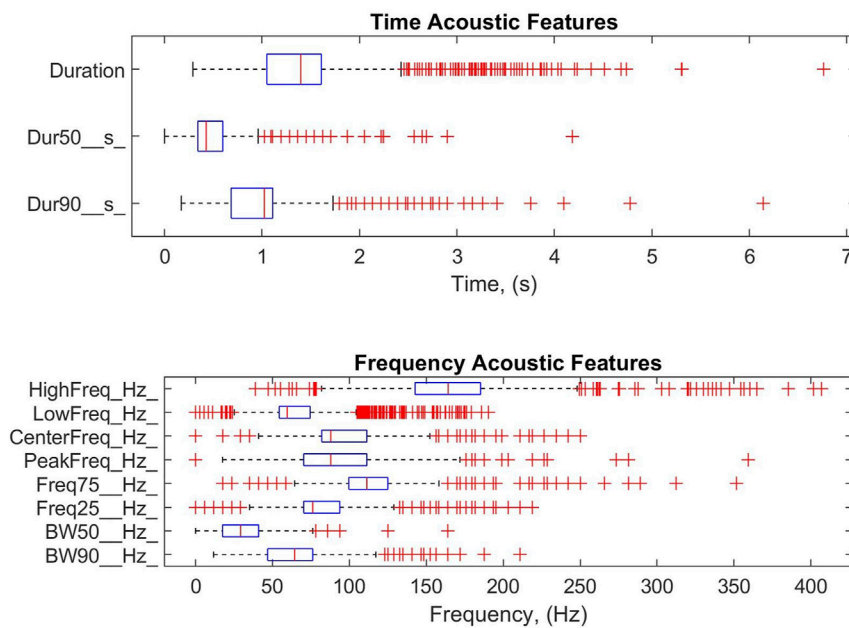 Time Acoustic Features
Duration
Dur50__s_
Dur90__s_
0 1 2 3 4 5 6 7
Time, (s)
Frequency Acoustic Features
HighFreq_Hz_
LowFreq_Hz_
CenterFreq_Hz_
PeakFreq_Hz_
Freq75__Hz_
Freq25__Hz_
BW50__Hz_
BW90__Hz_
0 50 100 150 200 250 300 350 400
Frequency, (Hz)